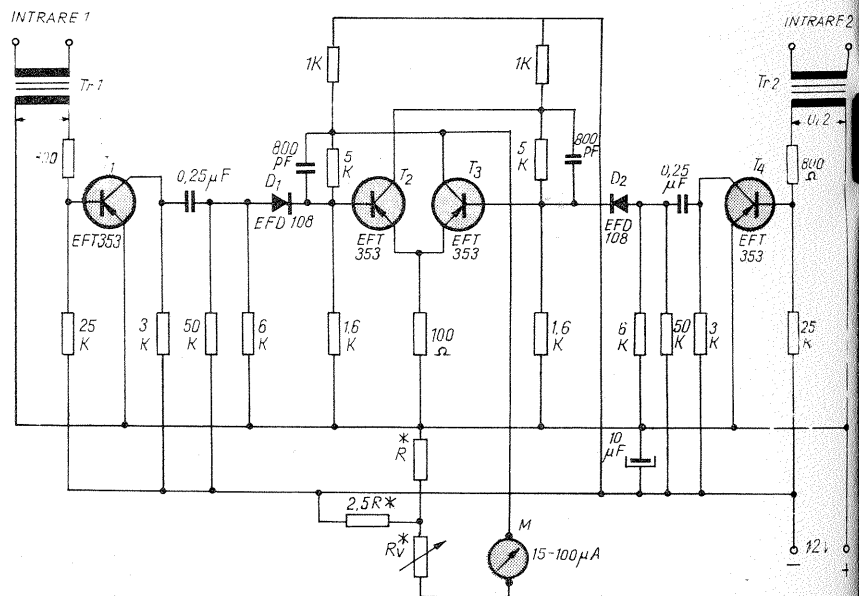 INTRARE 1
INTRARE 2
Tr 1
Tr 2
1K
1K
800
PF
5
K
5
K
800
PF
800
Ω
0,25µF
D1
EFD 108
T2
T3
D2
EFD
108
0,25
µF
T4
EFT353
EFT
353
EFT
353
EFT
353
25
K
3
K
50
K
6
K
1,6
K
100
Ω
1,6
K
6
K
50
K
3
K
25
K
*
R
10
µF
2,5R*
*
Rv
M
15-100µA
12
−
+